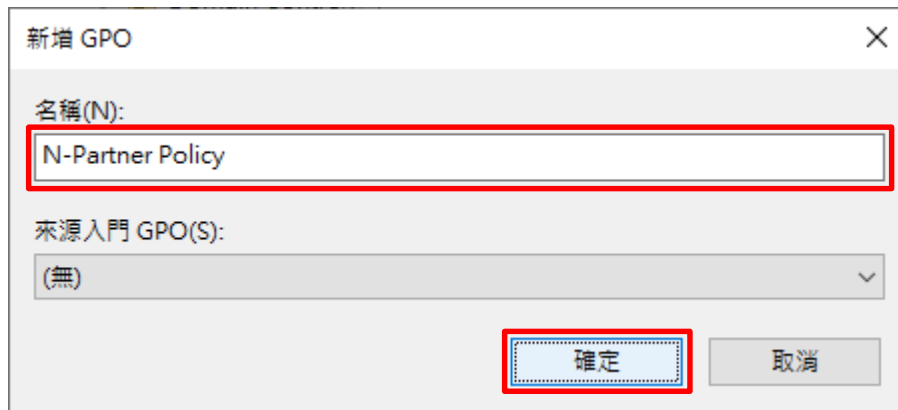 新增 GPO
名稱(N):
N-Partner Policy
來源入門 GPO(S):
(無)
確定
取消